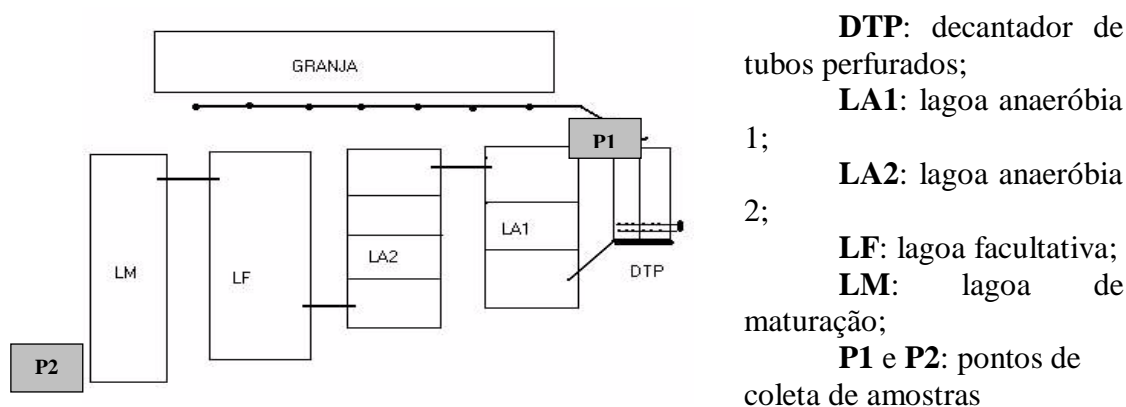 GRANJA
P1
LA1
LA2
LM
LF
DTP
P2
DTP: decantador de
tubos perfurados;
LA1: lagoa anaeróbia
1;
LA2: lagoa anaeróbia
2;
LF: lagoa facultativa;
LM: lagoa de
maturação;
P1 e P2: pontos de
coleta de amostras